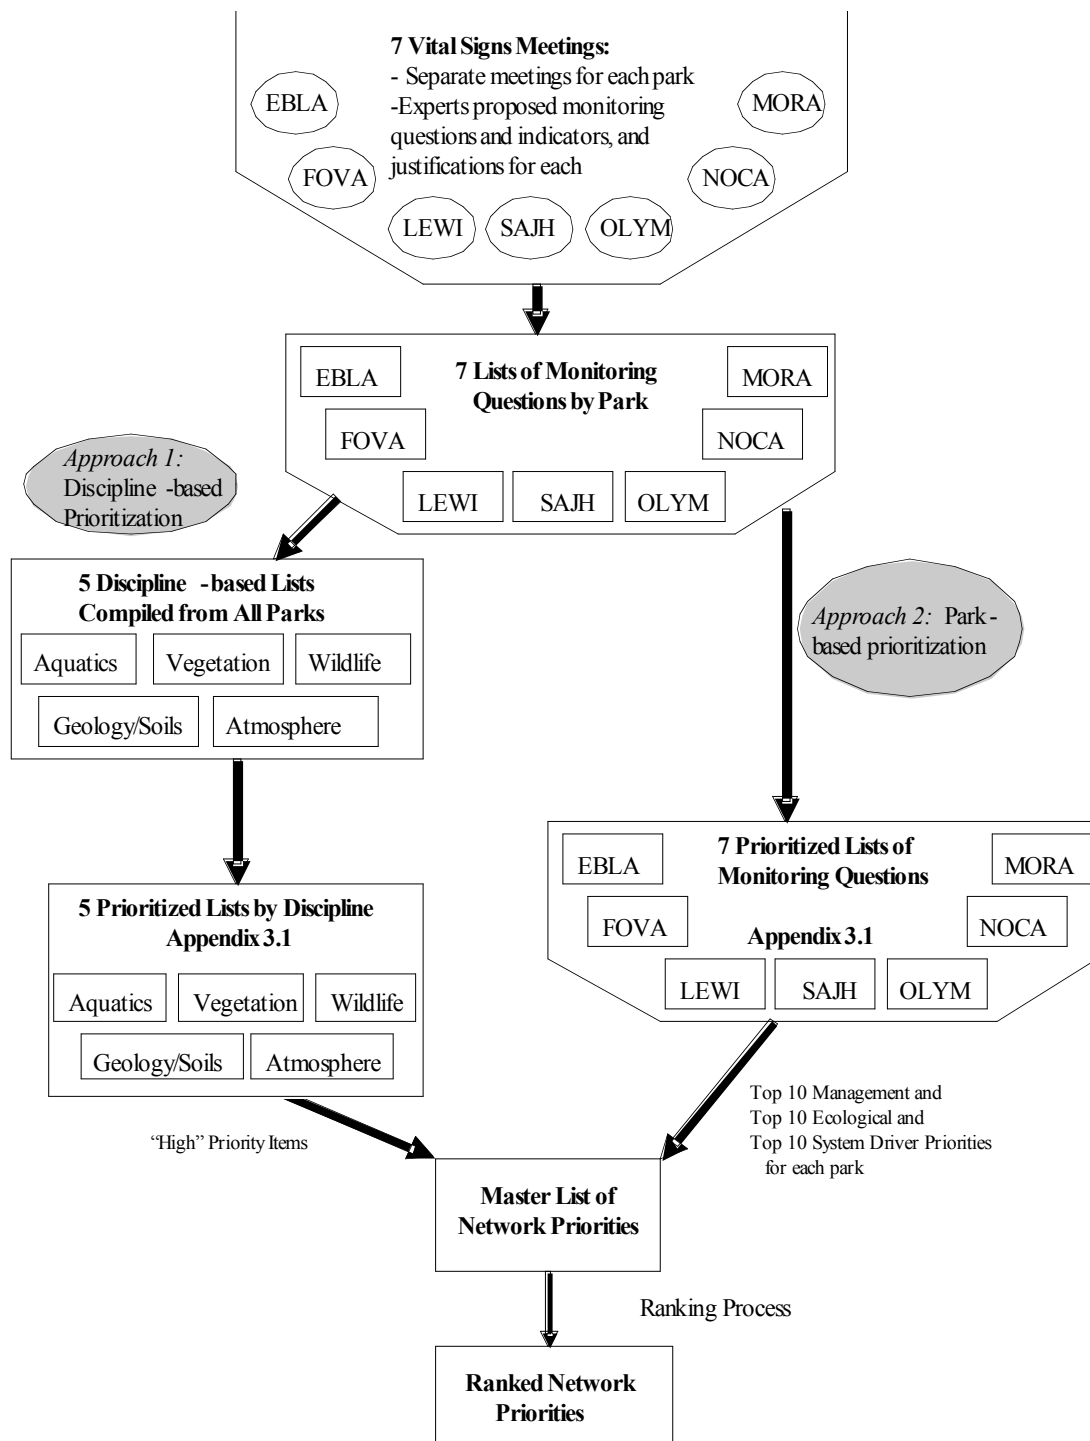 7 Vital Signs Meetings:
- Separate meetings for each park
-Experts proposed monitoring
questions and indicators, and
justifications for each
EBLA
MORA
FOVA
NOCA
LEWI
SAJH
OLYM
7 Lists of Monitoring
Questions by Park
EBLA
MORA
FOVA
NOCA
LEWI
SAJH
OLYM
Approach 1:
Discipline -based
Prioritization
5 Discipline -based Lists
Compiled from All Parks
Aquatics
Vegetation
Wildlife
Geology/Soils
Atmosphere
Approach 2: Park-
based prioritization
5 Prioritized Lists by Discipline
Appendix 3.1
Aquatics
Vegetation
Wildlife
Geology/Soils
Atmosphere
7 Prioritized Lists of
Monitoring Questions
Appendix 3.1
EBLA
MORA
FOVA
NOCA
LEWI
SAJH
OLYM
“High” Priority Items
Top 10 Management and
Top 10 Ecological and
Top 10 System Driver Priorities
for each park
Master List of
Network Priorities
Ranking Process
Ranked Network
Priorities